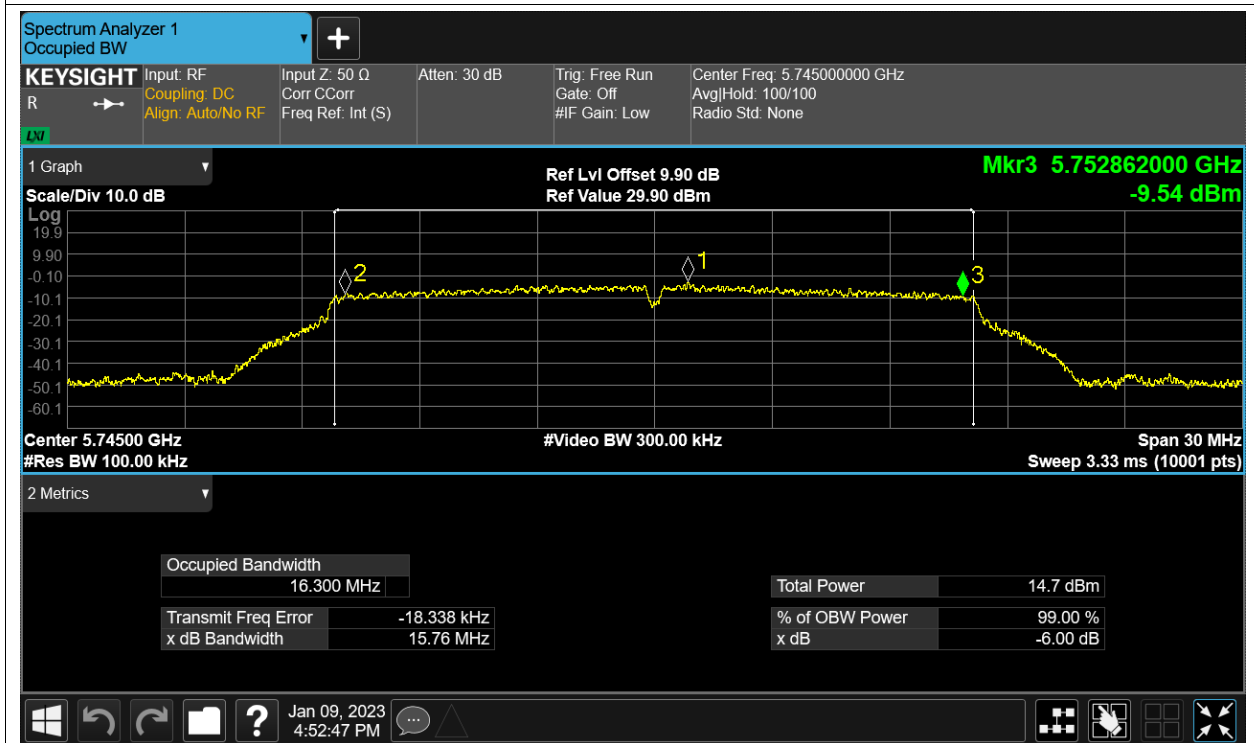 Spectrum Analyzer 1
Occupied BW
+
KEYSIGHT
R
LXI
Input: RF
Coupling: DC
Align: Auto/No RF
Input Z: 50 Ω
Corr CCorr
Freq Ref: Int (S)
Atten: 30 dB
Trig: Free Run
Gate: Off
#IF Gain: Low
Center Freq: 5.745000000 GHz
Avg|Hold: 100/100
Radio Std: None
1 Graph
Scale/Div 10.0 dB
Ref Lvl Offset 9.90 dB
Ref Value 29.90 dBm
Mkr3 5.752862000 GHz
-9.54 dBm
Log
19.9
9.90
-0.10
-10.1
-20.1
-30.1
-40.1
-50.1
-60.1
2
1
3
Center 5.74500 GHz
#Res BW 100.00 kHz
#Video BW 300.00 kHz
Span 30 MHz
Sweep 3.33 ms (10001 pts)
2 Metrics
Occupied Bandwidth
16.300 MHz
Transmit Freq Error -18.338 kHz
x dB Bandwidth 15.76 MHz
Total Power 14.7 dBm
% of OBW Power 99.00 %
x dB -6.00 dB
?
Jan 09, 2023
4:52:47 PM